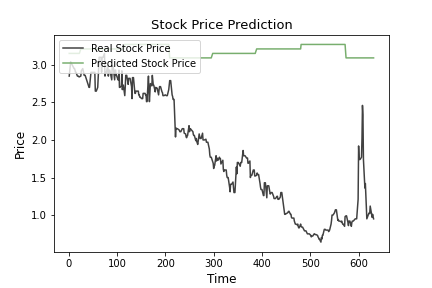 Stock Price Prediction
Real Stock Price
Predicted Stock Price
Price
3.0
2.5
2.0
1.5
1.0
0 100 200 300 400 500 600
Time